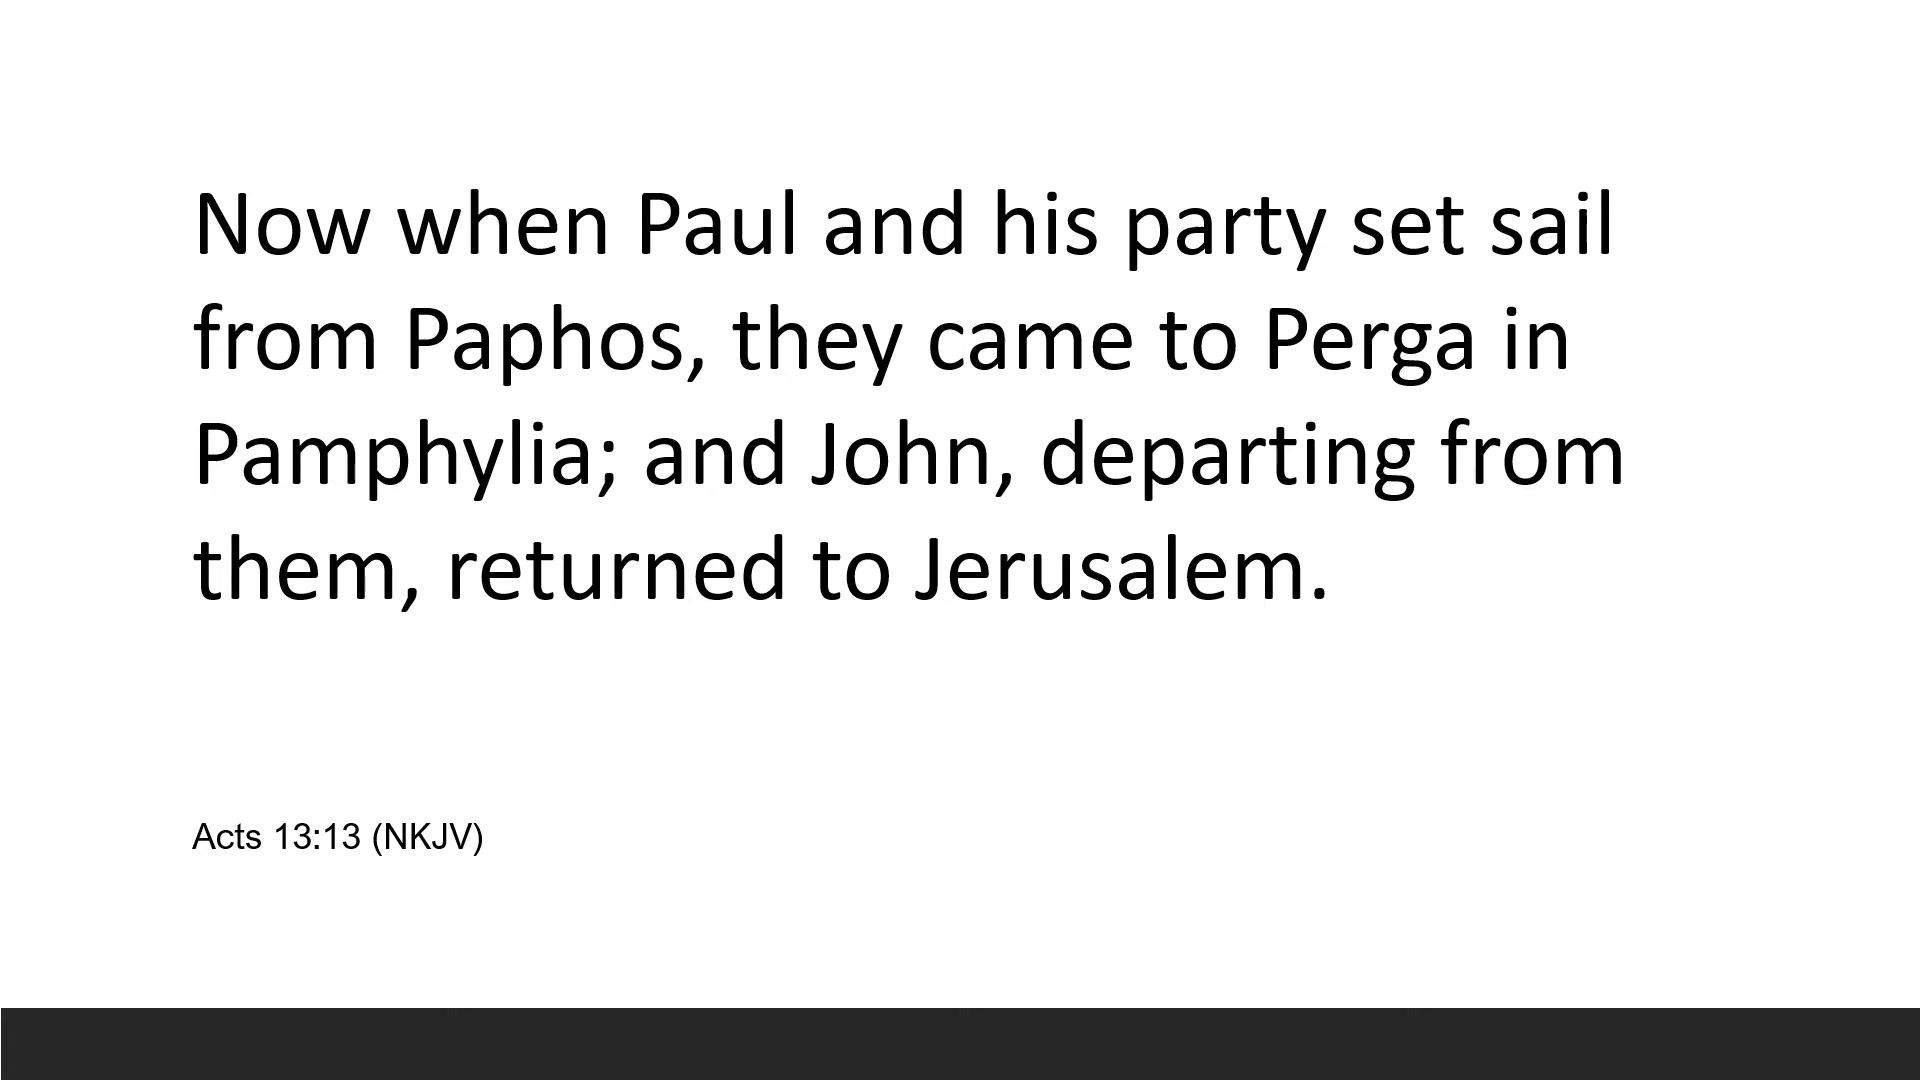 Now when Paul and his party set sail
from Paphos, they came to Perga in
Pamphylia; and John, departing from
them, returned to Jerusalem.
Acts 13:13 (NKJV)